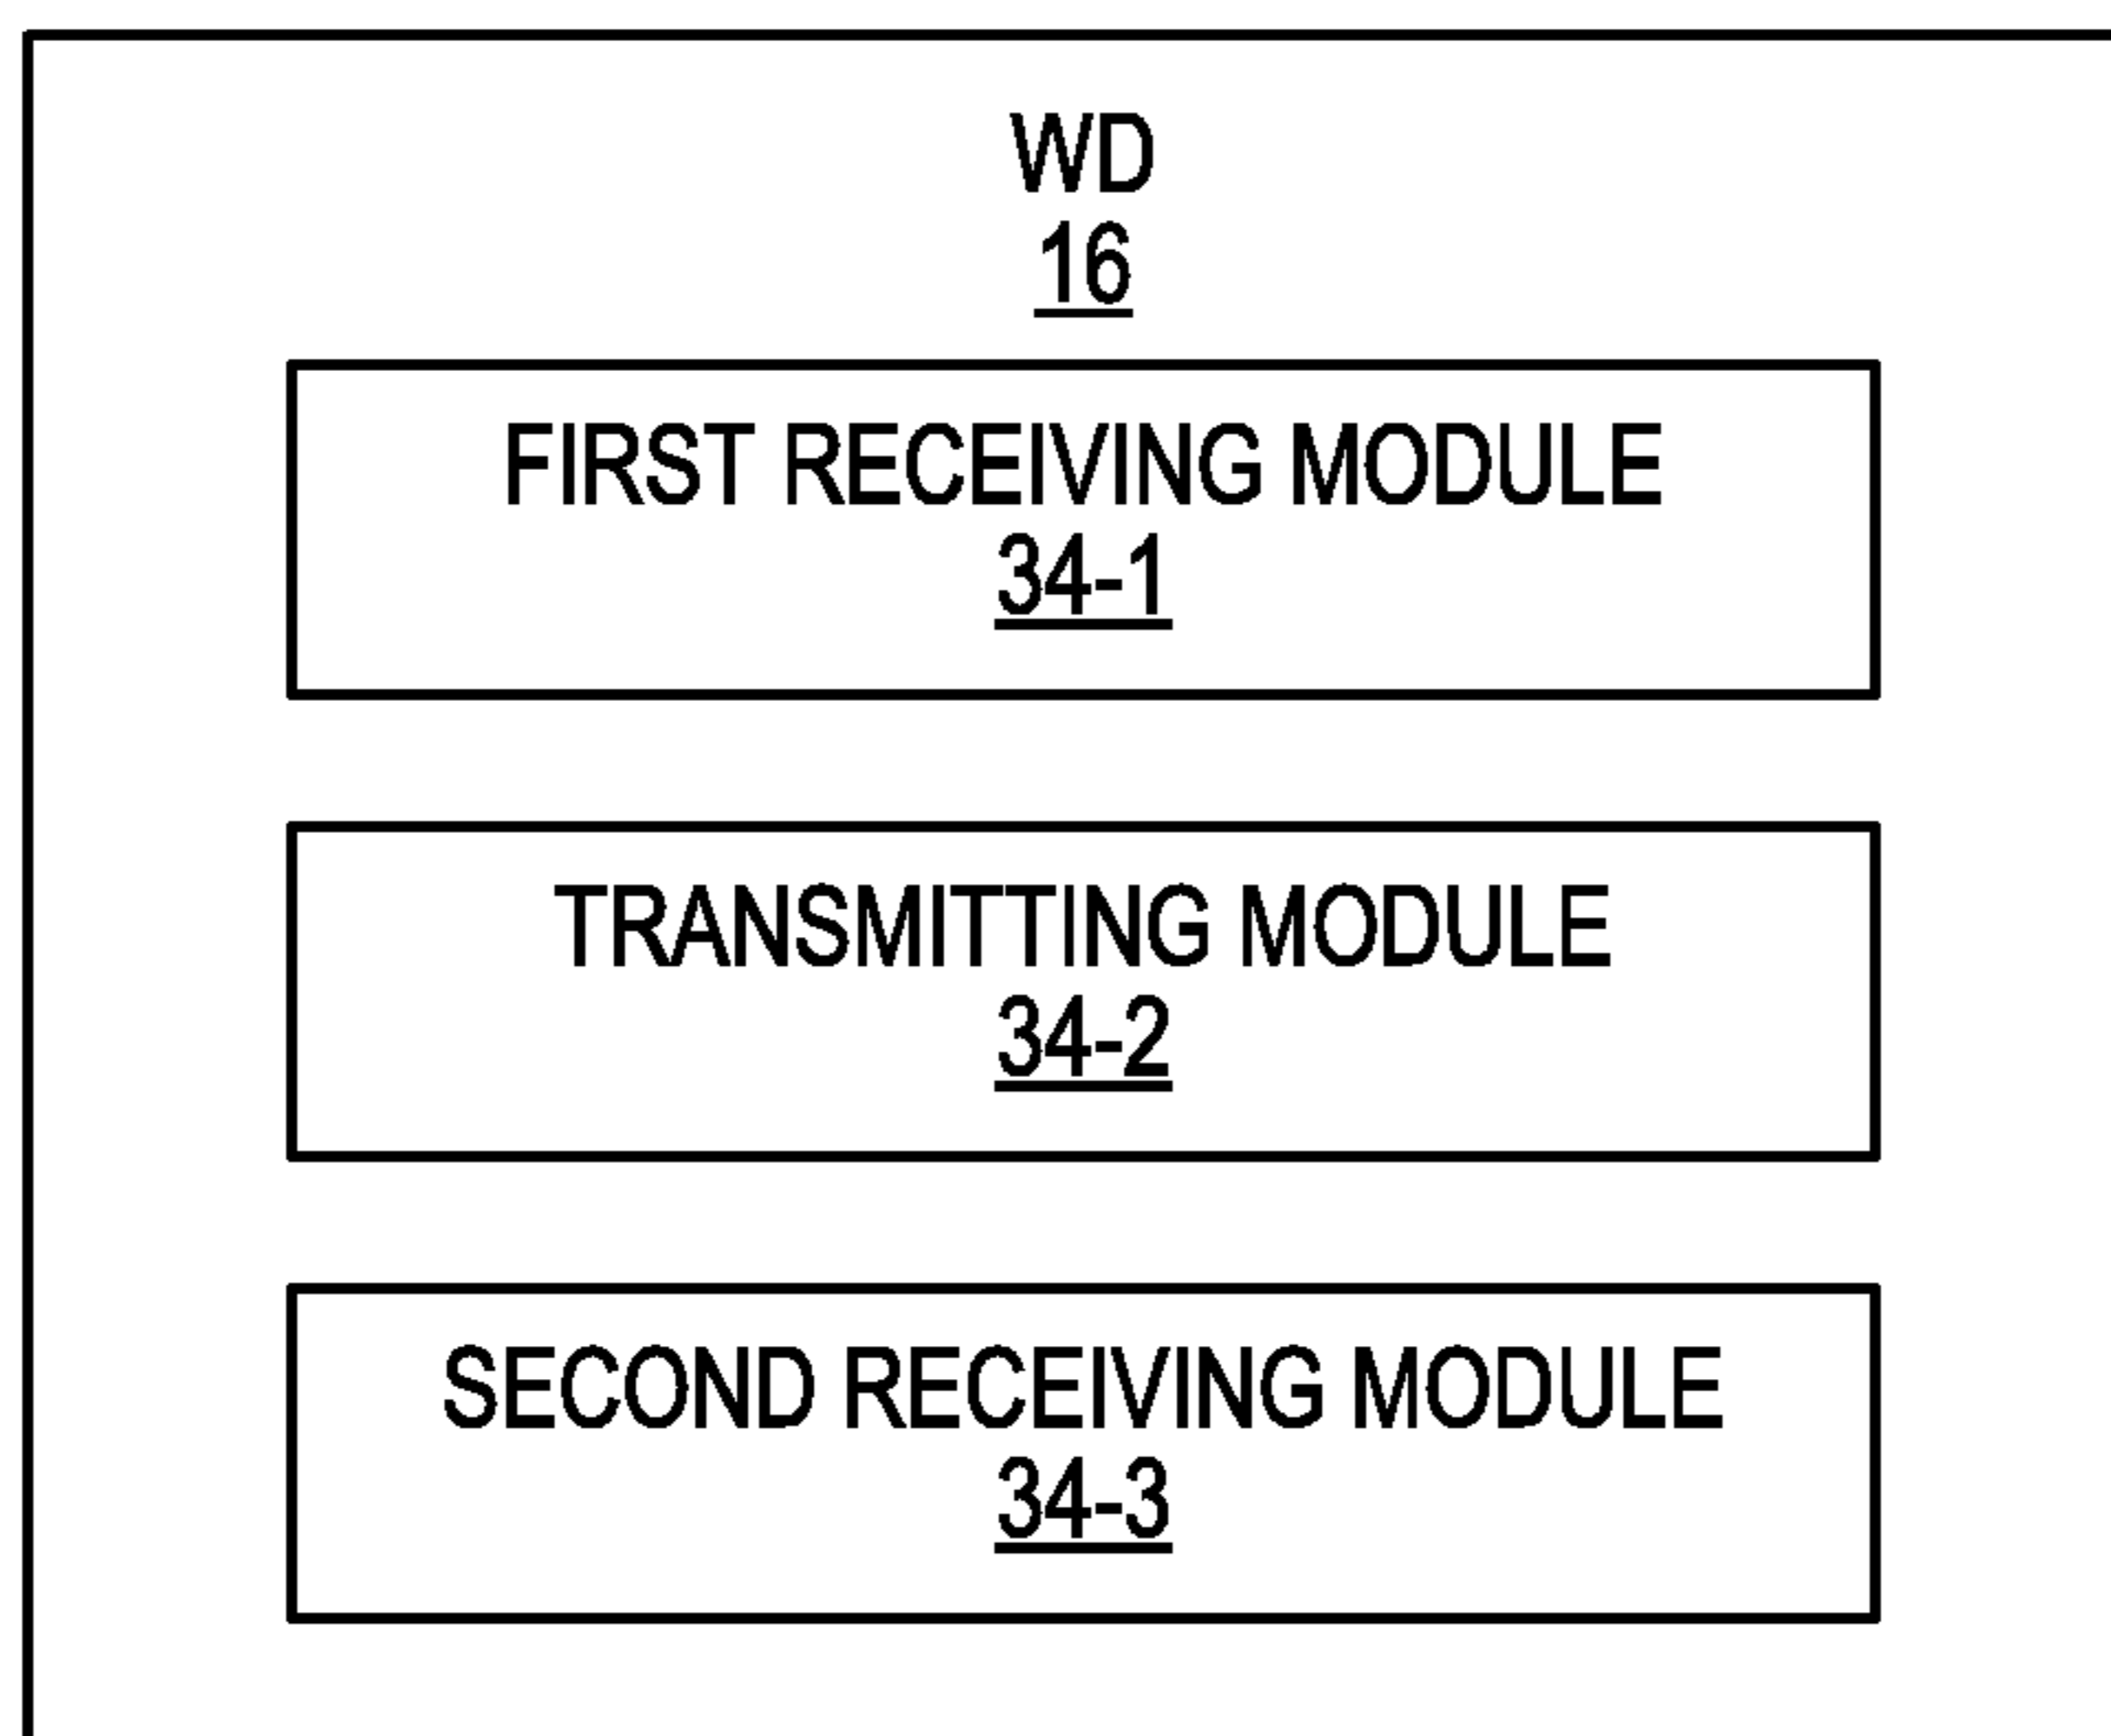 WD
16
FIRST RECEIVING MODULE
34-1
TRANSMITTING MODULE
34-2
SECOND RECEIVING MODULE
34-3